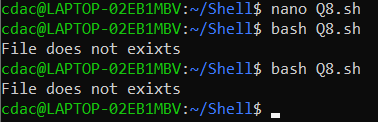 cdac@LAPTOP-02EB1MBV:~/Shell$ nano Q8.sh
cdac@LAPTOP-02EB1MBV:~/Shell$ bash Q8.sh
File does not exixts
cdac@LAPTOP-02EB1MBV:~/Shell$ bash Q8.sh
File does not exixts
cdac@LAPTOP-02EB1MBV:~/Shell$